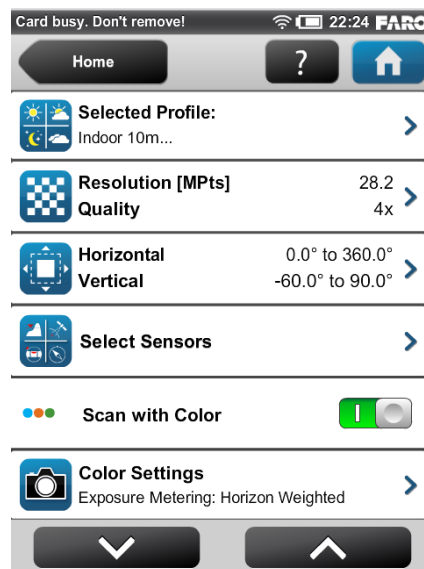 Card busy. Don't remove! 22:24 FARO
Home ?
Selected Profile:
Indoor 10m...
Resolution [MPts] 28.2
Quality 4x
Horizontal 0.0° to 360.0°
Vertical -60.0° to 90.0°
Select Sensors
Scan with Color
Color Settings
Exposure Metering: Horizon Weighted